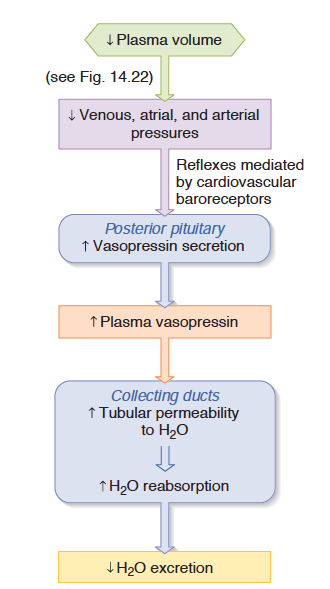 ↓ Plasma volume
(see Fig. 14.22)
↓ Venous, atrial, and arterial
pressures
Reflexes mediated
by cardiovascular
baroreceptors
Posterior pituitary
↑ Vasopressin secretion
↑ Plasma vasopressin
Collecting ducts
↑ Tubular permeability
to H₂O
↑ H₂O reabsorption
↓ H₂O excretion